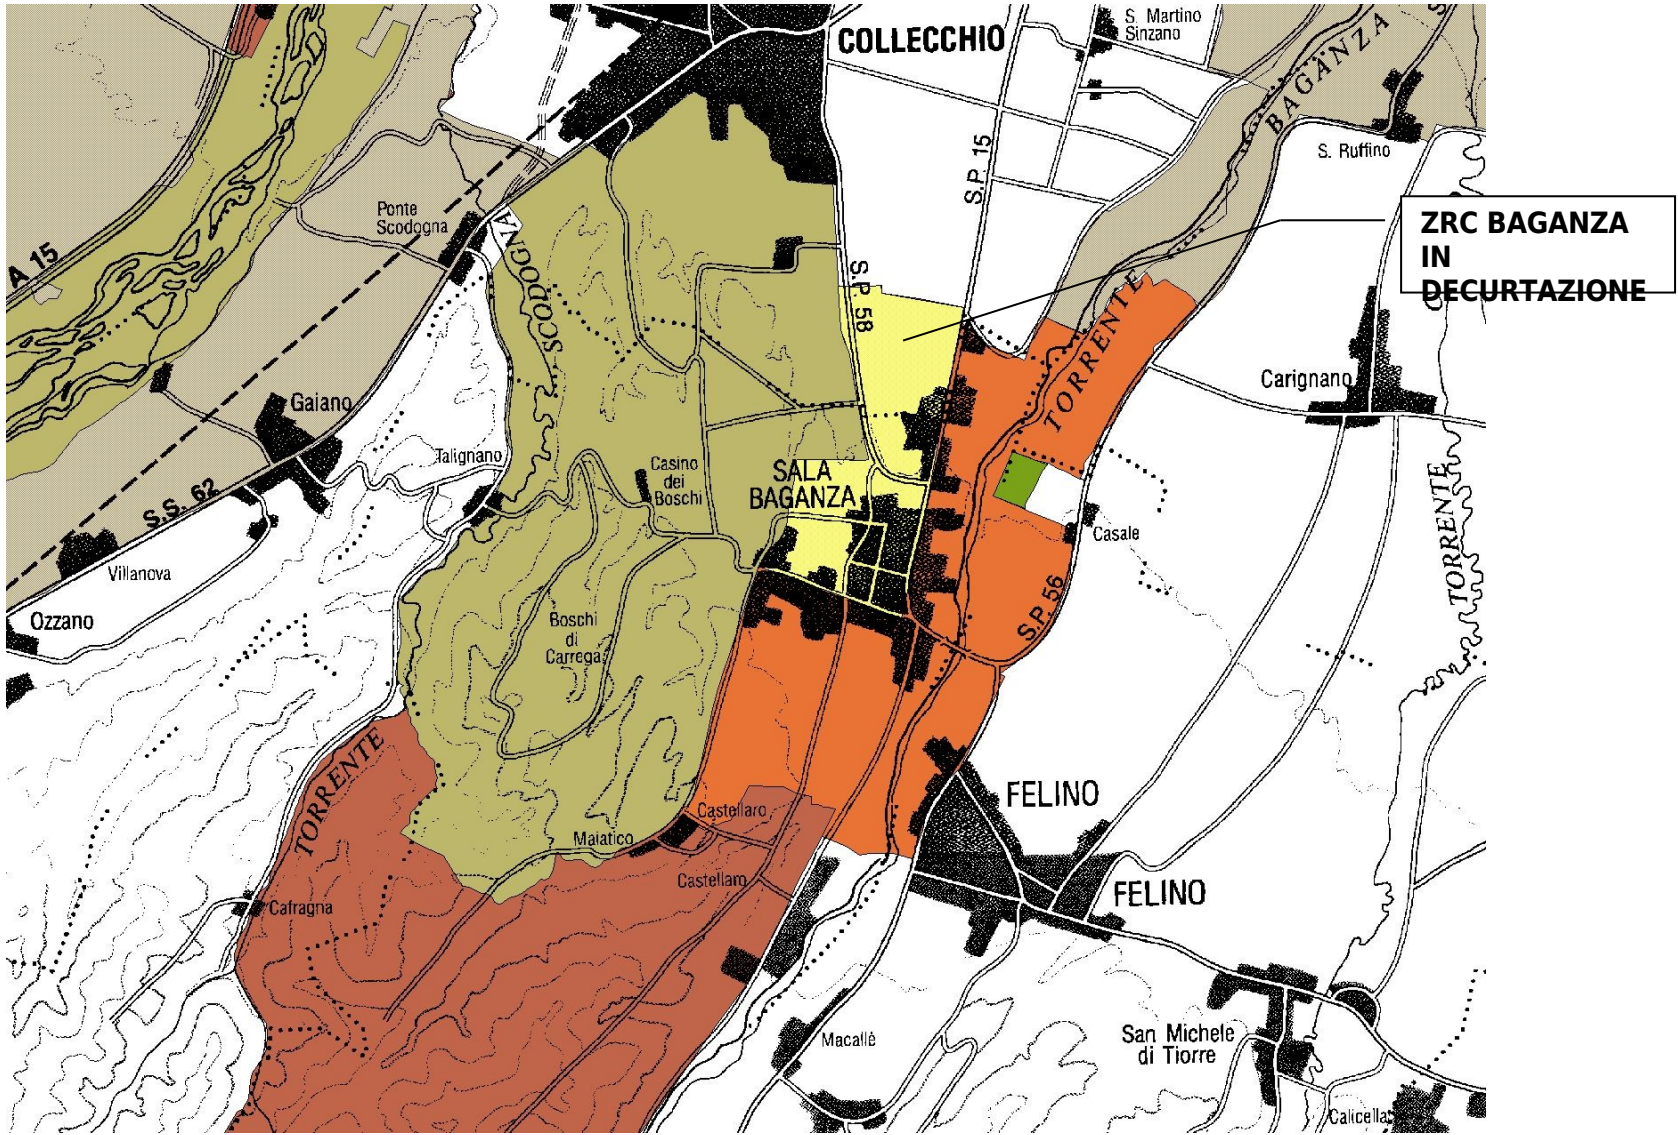 COLLECCHIO
S. Martino
Sinzano
BAGANZA
S. Ruffino
S.P. 15
Ponte
Scodogna
SCODOGNA
A 15
ZRC BAGANZA
IN
DECURTAZIONE
S.P. 58
TORRENTE
Carignano
Gaiano
Talignano
Casino
dei
Boschi
SALA
BAGANZA
S.S. 62
TORRENTE
Casale
Villanova
Ozzano
Boschi
di
Carrega
S.P. 56
TORRENTE
FELINO
Castellaro
Maiatico
Castellaro
FELINO
Cafragna
Macallè
San Michele
di Tiorre
Calicella